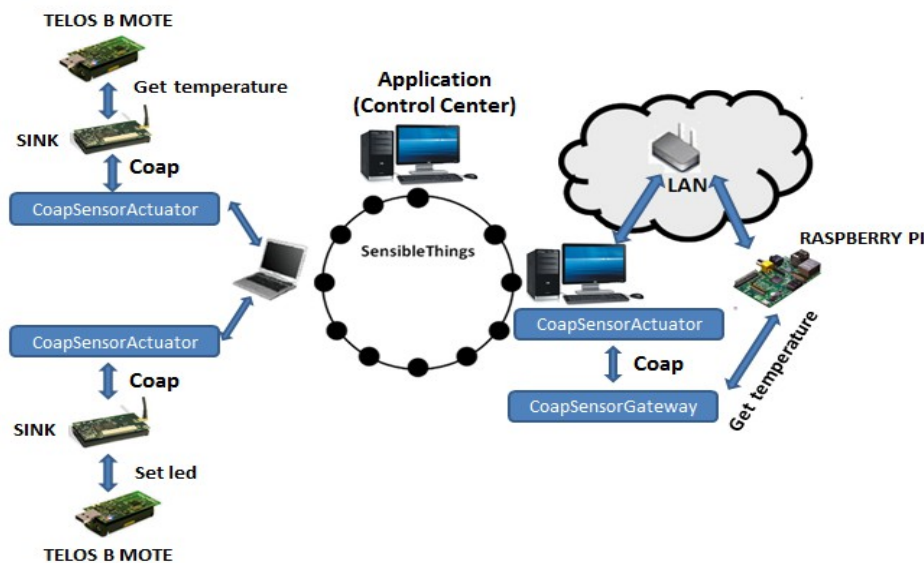 TELOS B MOTE
Get temperature
SINK
Coap
CoapSensorActuator
CoapSensorActuator
Coap
SINK
Set led
TELOS B MOTE
Application
(Control Center)
SensibleThings
LAN
RASPBERRY PI
CoapSensorActuator
Coap
CoapSensorGateway
Get temperature